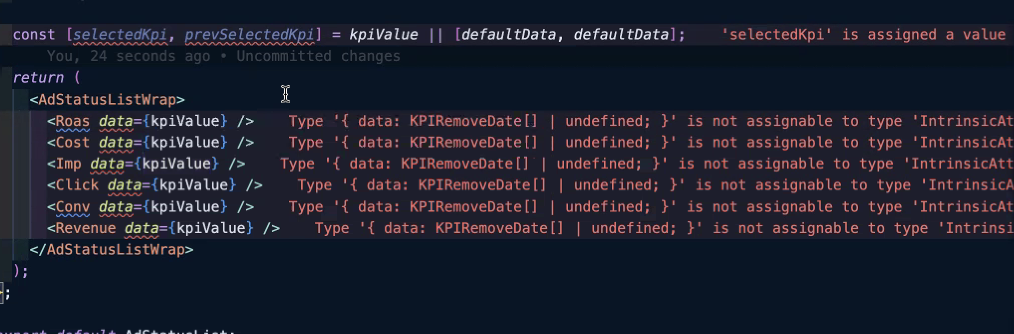 const [selectedKpi, prevSelectedKpi] = kpiValue || [defaultData, defaultData]; 'selectedKpi' is assigned a value
You, 24 seconds ago • Uncommitted changes
return (
<AdStatusListWrap>
<Roas data={kpiValue} /> Type '{ data: KPIRemoveDate[] | undefined; }' is not assignable to type 'IntrinsicAt
<Cost data={kpiValue} /> Type '{ data: KPIRemoveDate[] | undefined; }' is not assignable to type 'IntrinsicAt
<Imp data={kpiValue} /> Type '{ data: KPIRemoveDate[] | undefined; }' is not assignable to type 'IntrinsicAtt
<Click data={kpiValue} /> Type '{ data: KPIRemoveDate[] | undefined; }' is not assignable to type 'IntrinsicA
<Conv data={kpiValue} /> Type '{ data: KPIRemoveDate[] | undefined; }' is not assignable to type 'IntrinsicAt
<Revenue data={kpiValue} /> Type '{ data: KPIRemoveDate[] | undefined; }' is not assignable to type 'Intrinsi
</AdStatusListWrap>
);
};
export default AdStatusList;